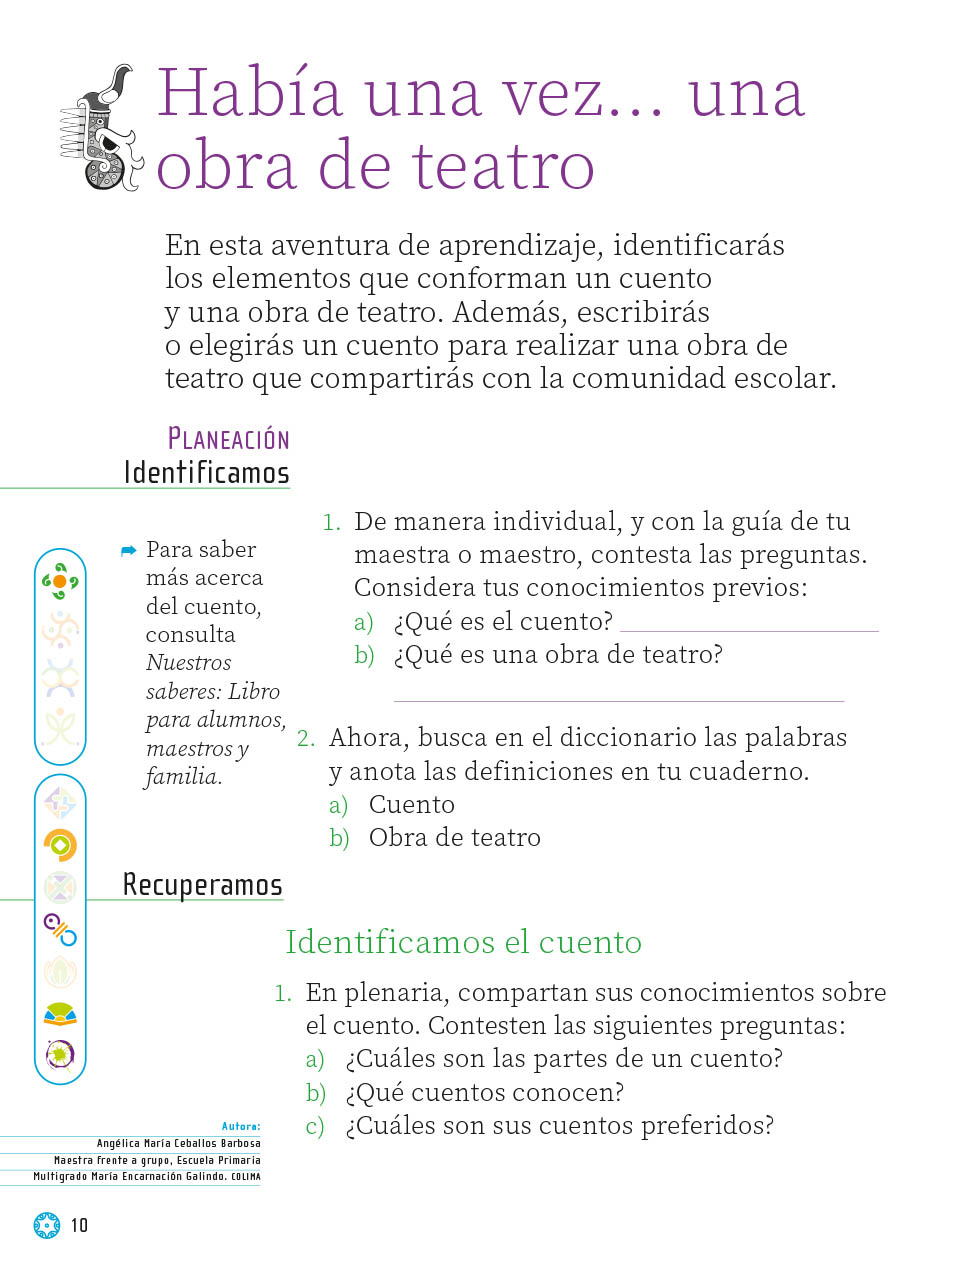 Había una vez... una
obra de teatro
En esta aventura de aprendizaje, identificarás
los elementos que conforman un cuento
y una obra de teatro. Además, escribirás
o elegirás un cuento para realizar una obra de
teatro que compartirás con la comunidad escolar.
Planeación
Identificamos
Para saber
más acerca
del cuento,
consulta
Nuestros
saberes: Libro
para alumnos,
maestros y
familia.
1. De manera individual, y con la guía de tu
maestra o maestro, contesta las preguntas.
Considera tus conocimientos previos:
a) ¿Qué es el cuento?
b) ¿Qué es una obra de teatro?
2. Ahora, busca en el diccionario las palabras
y anota las definiciones en tu cuaderno.
a) Cuento
b) Obra de teatro
Recuperamos
Identificamos el cuento
1. En plenaria, compartan sus conocimientos sobre
el cuento. Contesten las siguientes preguntas:
a) ¿Cuáles son las partes de un cuento?
b) ¿Qué cuentos conocen?
c) ¿Cuáles son sus cuentos preferidos?
Autora:
Angélica María Ceballos Barbosa
Maestra frente a grupo, Escuela Primaria
Multigrado María Encarnación Galindo. COLIMA
10